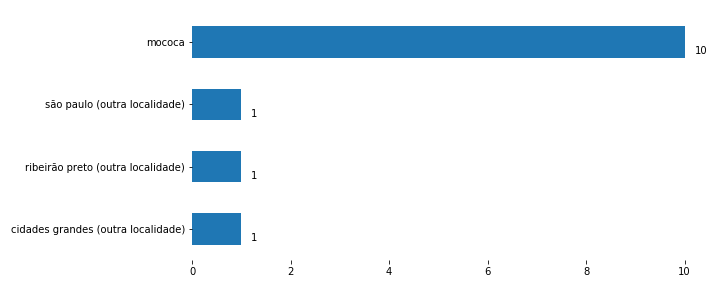 mococa
10
são paulo (outra localidade)
1
ribeirão preto (outra localidade)
1
cidades grandes (outra localidade)
1
0 2 4 6 8 10